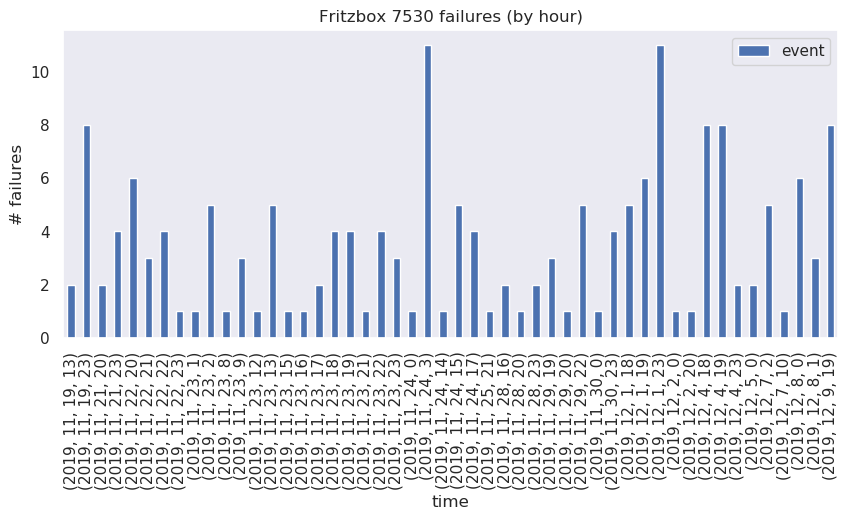 Fritzbox 7530 failures (by hour)
event
# failures
10
8
6
4
2
0
(2019, 11, 19, 13)
(2019, 11, 19, 23)
(2019, 11, 21, 20)
(2019, 11, 21, 23)
(2019, 11, 22, 20)
(2019, 11, 22, 21)
(2019, 11, 22, 22)
(2019, 11, 22, 23)
(2019, 11, 23, 1)
(2019, 11, 23, 2)
(2019, 11, 23, 8)
(2019, 11, 23, 9)
(2019, 11, 23, 12)
(2019, 11, 23, 13)
(2019, 11, 23, 15)
(2019, 11, 23, 16)
(2019, 11, 23, 17)
(2019, 11, 23, 18)
(2019, 11, 23, 19)
(2019, 11, 23, 21)
(2019, 11, 23, 22)
(2019, 11, 23, 23)
(2019, 11, 24, 0)
(2019, 11, 24, 3)
(2019, 11, 24, 14)
(2019, 11, 24, 15)
(2019, 11, 24, 17)
(2019, 11, 25, 21)
(2019, 11, 28, 16)
(2019, 11, 28, 20)
(2019, 11, 28, 23)
(2019, 11, 29, 19)
(2019, 11, 29, 20)
(2019, 11, 29, 22)
(2019, 11, 30, 0)
(2019, 11, 30, 23)
(2019, 12, 1, 18)
(2019, 12, 1, 19)
(2019, 12, 1, 23)
(2019, 12, 2, 0)
(2019, 12, 2, 20)
(2019, 12, 4, 18)
(2019, 12, 4, 19)
(2019, 12, 4, 23)
(2019, 12, 5, 0)
(2019, 12, 7, 2)
(2019, 12, 7, 10)
(2019, 12, 8, 0)
(2019, 12, 8, 1)
(2019, 12, 9, 19)
time